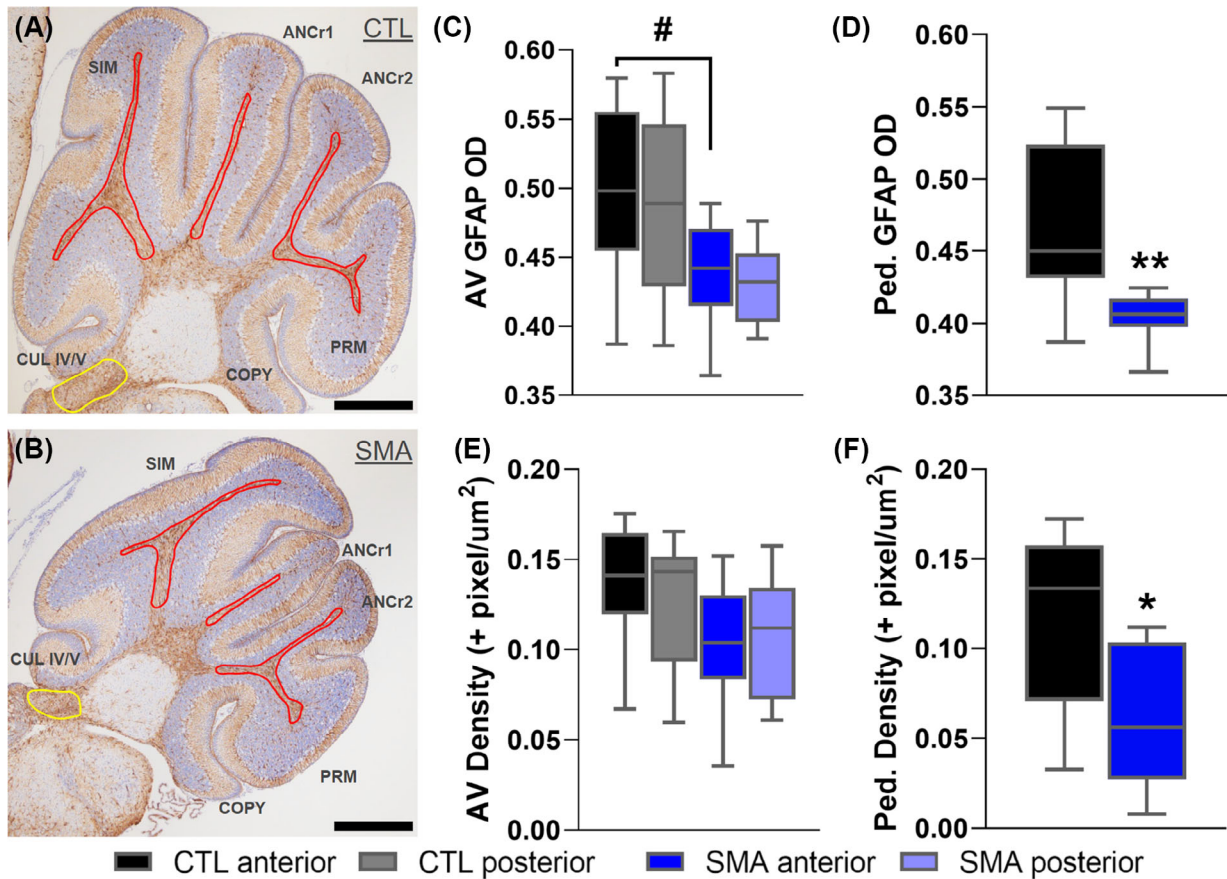 (A)
CTL
ANCr1
SIM
ANCr2
CUL IV/V
PRM
COPY
(B)
SMA
SIM
ANCr1
ANCr2
CUL IV/V
PRM
COPY
(C)
#
AV GFAP OD
0.60
0.55
0.50
0.45
0.40
0.35
(D)
Ped. GFAP OD
0.60
0.50
0.45
0.40
0.35
**
(E)
AV Density (+ pixel/um²)
0.20
0.15
0.10
0.05
0.00
(F)
Ped. Density (+ pixel/um²)
0.20
0.15
0.10
0.05
0.00
*
CTL anterior CTL posterior SMA anterior SMA posterior